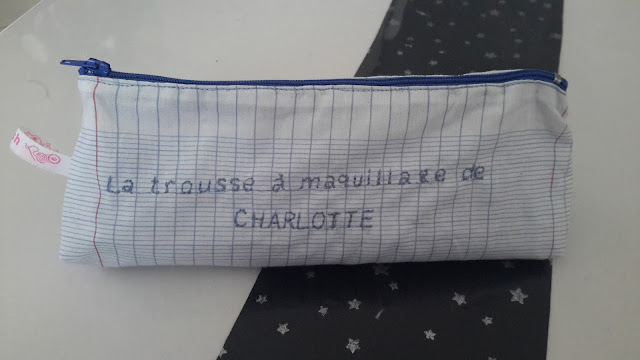 La trousse à maquillage de
CHARLOTTE